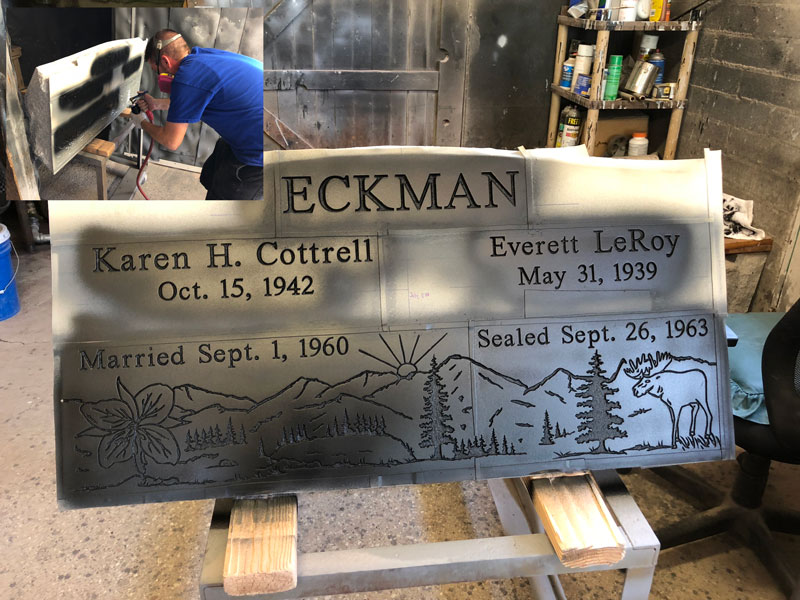 ECKMAN
Karen H. Cottrell
Oct. 15, 1942
Everett LeRoy
May 31, 1939
Married Sept. 1, 1960
Sealed Sept. 26, 1963
FREE